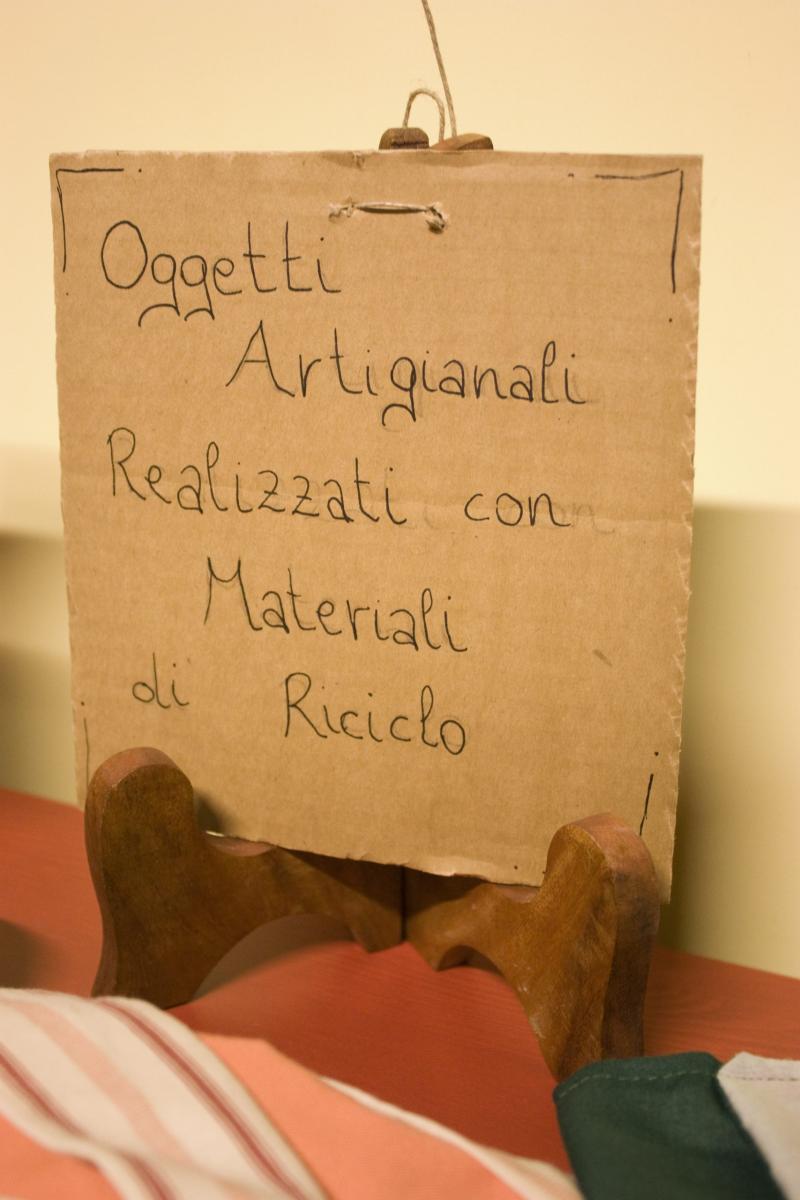 Oggetti
Artigianali
Realizzati con
Materiali
di Riciclo